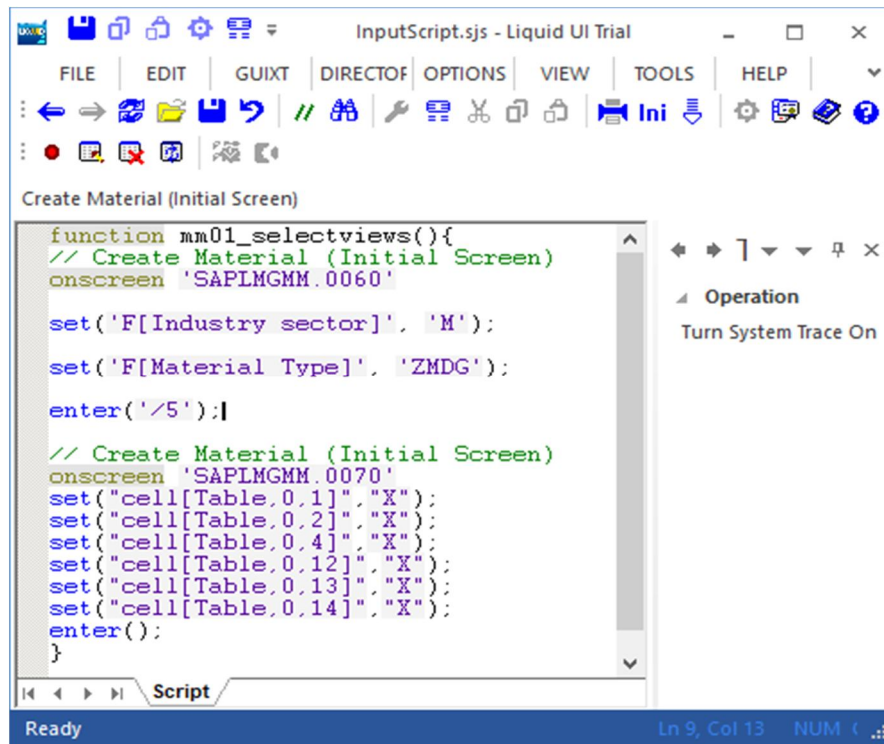 InputScript.sjs - Liquid UI Trial
FILE EDIT GUIXT DIRECTOF OPTIONS VIEW TOOLS HELP
// Ini
Create Material (Initial Screen)
function mm01_selectviews(){
// Create Material (Initial Screen)
onscreen 'SAPLMGMM.0060'
set('F[Industry sector]', 'M');
set('F[Material Type]', 'ZMDG');
enter('/5');
// Create Material (Initial Screen)
onscreen 'SAPLMGMM.0070'
set("cell[Table,0,1]","X");
set("cell[Table,0,2]","X");
set("cell[Table,0,4]","X");
set("cell[Table,0,12]","X");
set("cell[Table,0,13]","X");
set("cell[Table,0,14]","X");
enter();
}
Operation
Turn System Trace On
Script
Ready Ln 9, Col 13 NUM